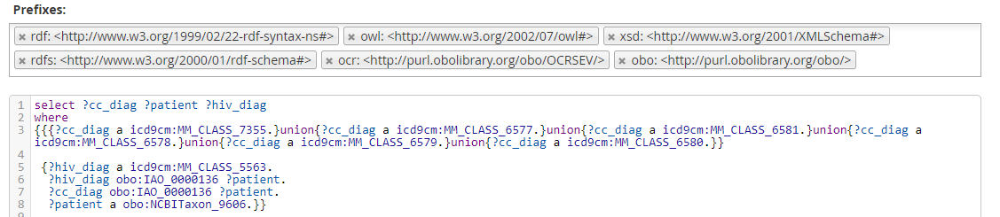 Prefixes:
× rdf: <http://www.w3.org/1999/02/22-rdf-syntax-ns#> × owl: <http://www.w3.org/2002/07/owl#> × xsd: <http://www.w3.org/2001/XMLSchema#>
× rdfs: <http://www.w3.org/2000/01/rdf-schema#> × ocr: <http://purl.obolibrary.org/obo/OCRSEV/> × obo: <http://purl.obolibrary.org/obo/>
1 select ?cc_diag ?patient ?hiv_diag
2 where
3 {{{?cc_diag a icd9cm:MM_CLASS_7355.}union{?cc_diag a icd9cm:MM_CLASS_6577.}union{?cc_diag a icd9cm:MM_CLASS_6581.}union{?cc_diag a
icd9cm:MM_CLASS_6578.}union{?cc_diag a icd9cm:MM_CLASS_6579.}union{?cc_diag a icd9cm:MM_CLASS_6580.}}
4
5 {?hiv_diag a icd9cm:MM_CLASS_5563.
6 ?hiv_diag obo:IAO_0000136 ?patient.
7 ?cc_diag obo:IAO_0000136 ?patient.
8 ?patient a obo:NCBITaxon_9606.}}
9